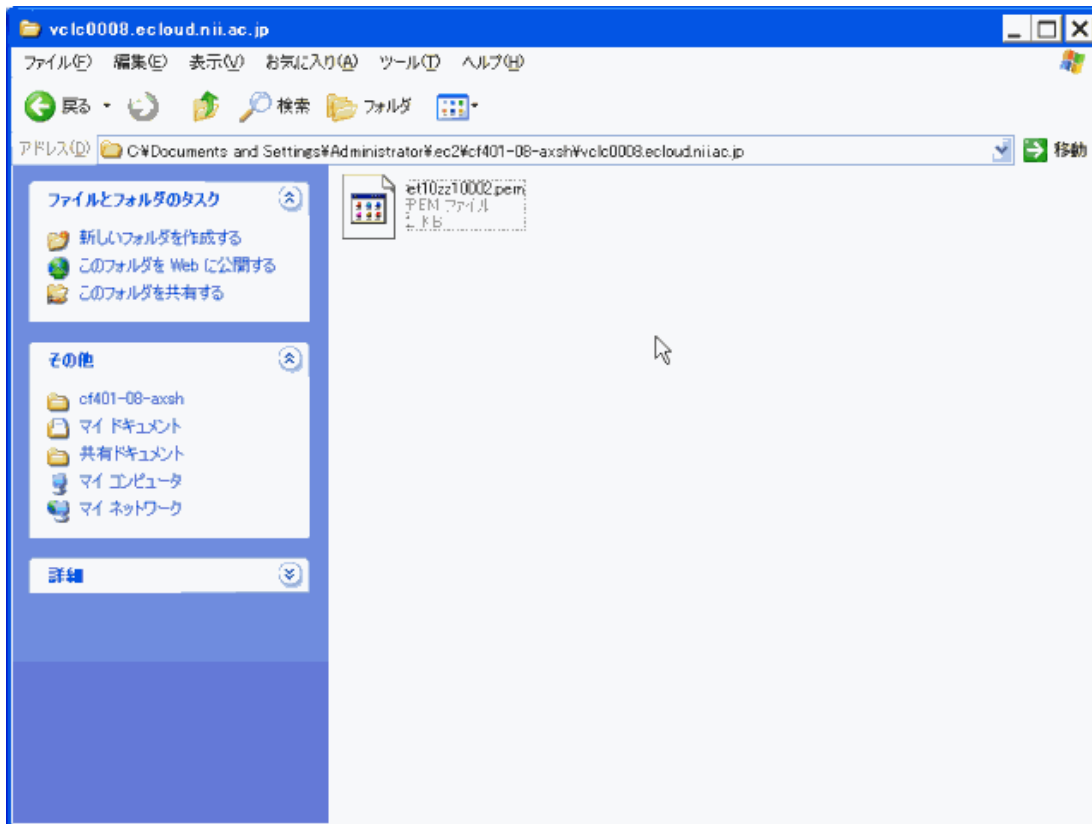 vclc0008.ecloud.nii.ac.jp
ファイル(F) 編集(E) 表示(V) お気に入り(A) ツール(T) ヘルプ(H)
戻る 検索 フォルダ
アドレス(D) C:¥Documents and Settings¥Administrator¥.ec2¥cf401-08-axsh¥vclc0008.ecloud.nii.ac.jp 移動
ファイルとフォルダのタスク
新しいフォルダを作成する
このフォルダを Web に公開する
このフォルダを共有する
その他
cf401-08-axsh
マイ ドキュメント
共有ドキュメント
マイ コンピュータ
マイ ネットワーク
詳細
PEM ファイル
KB